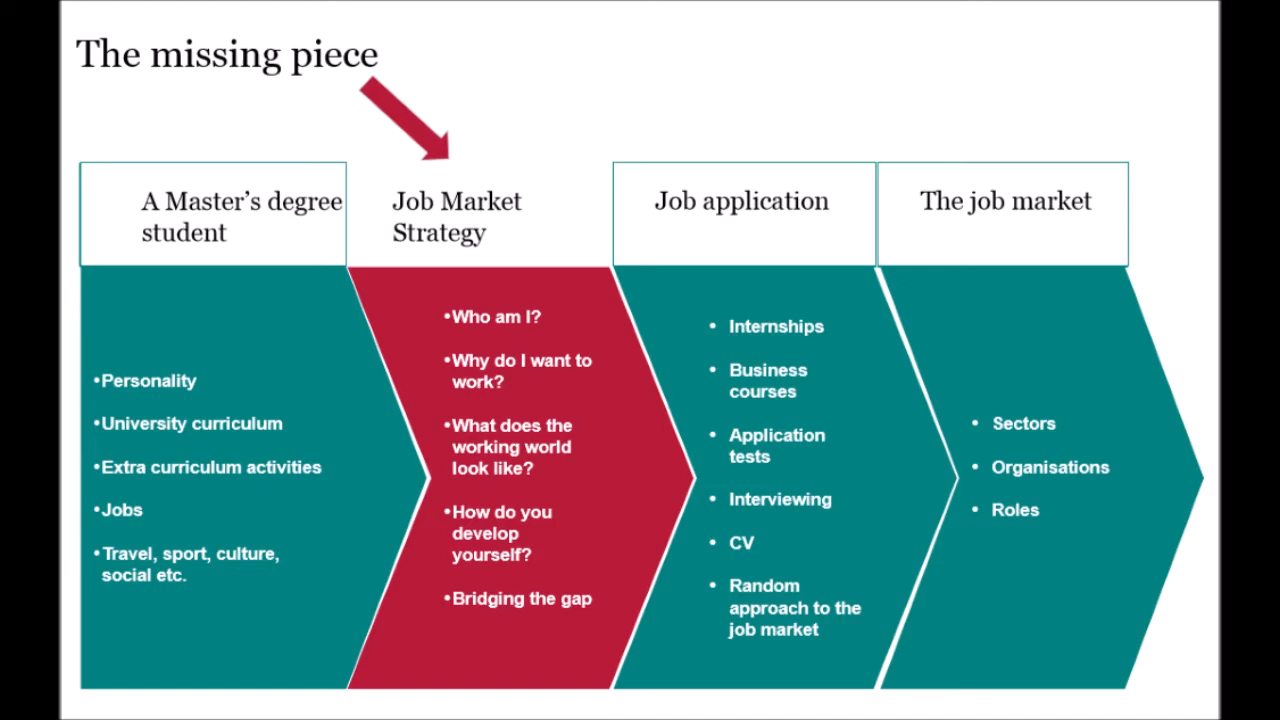 The missing piece
A Master’s degree
student
Job Market
Strategy
Job application
The job market
•Personality
•University curriculum
•Extra curriculum activities
•Jobs
•Travel, sport, culture,
social etc.
•Who am I?
•Why do I want to
work?
•What does the
working world
look like?
•How do you
develop
yourself?
•Bridging the gap
• Internships
• Business
courses
• Application
tests
• Interviewing
• CV
• Random
approach to the
job market
• Sectors
• Organisations
• Roles